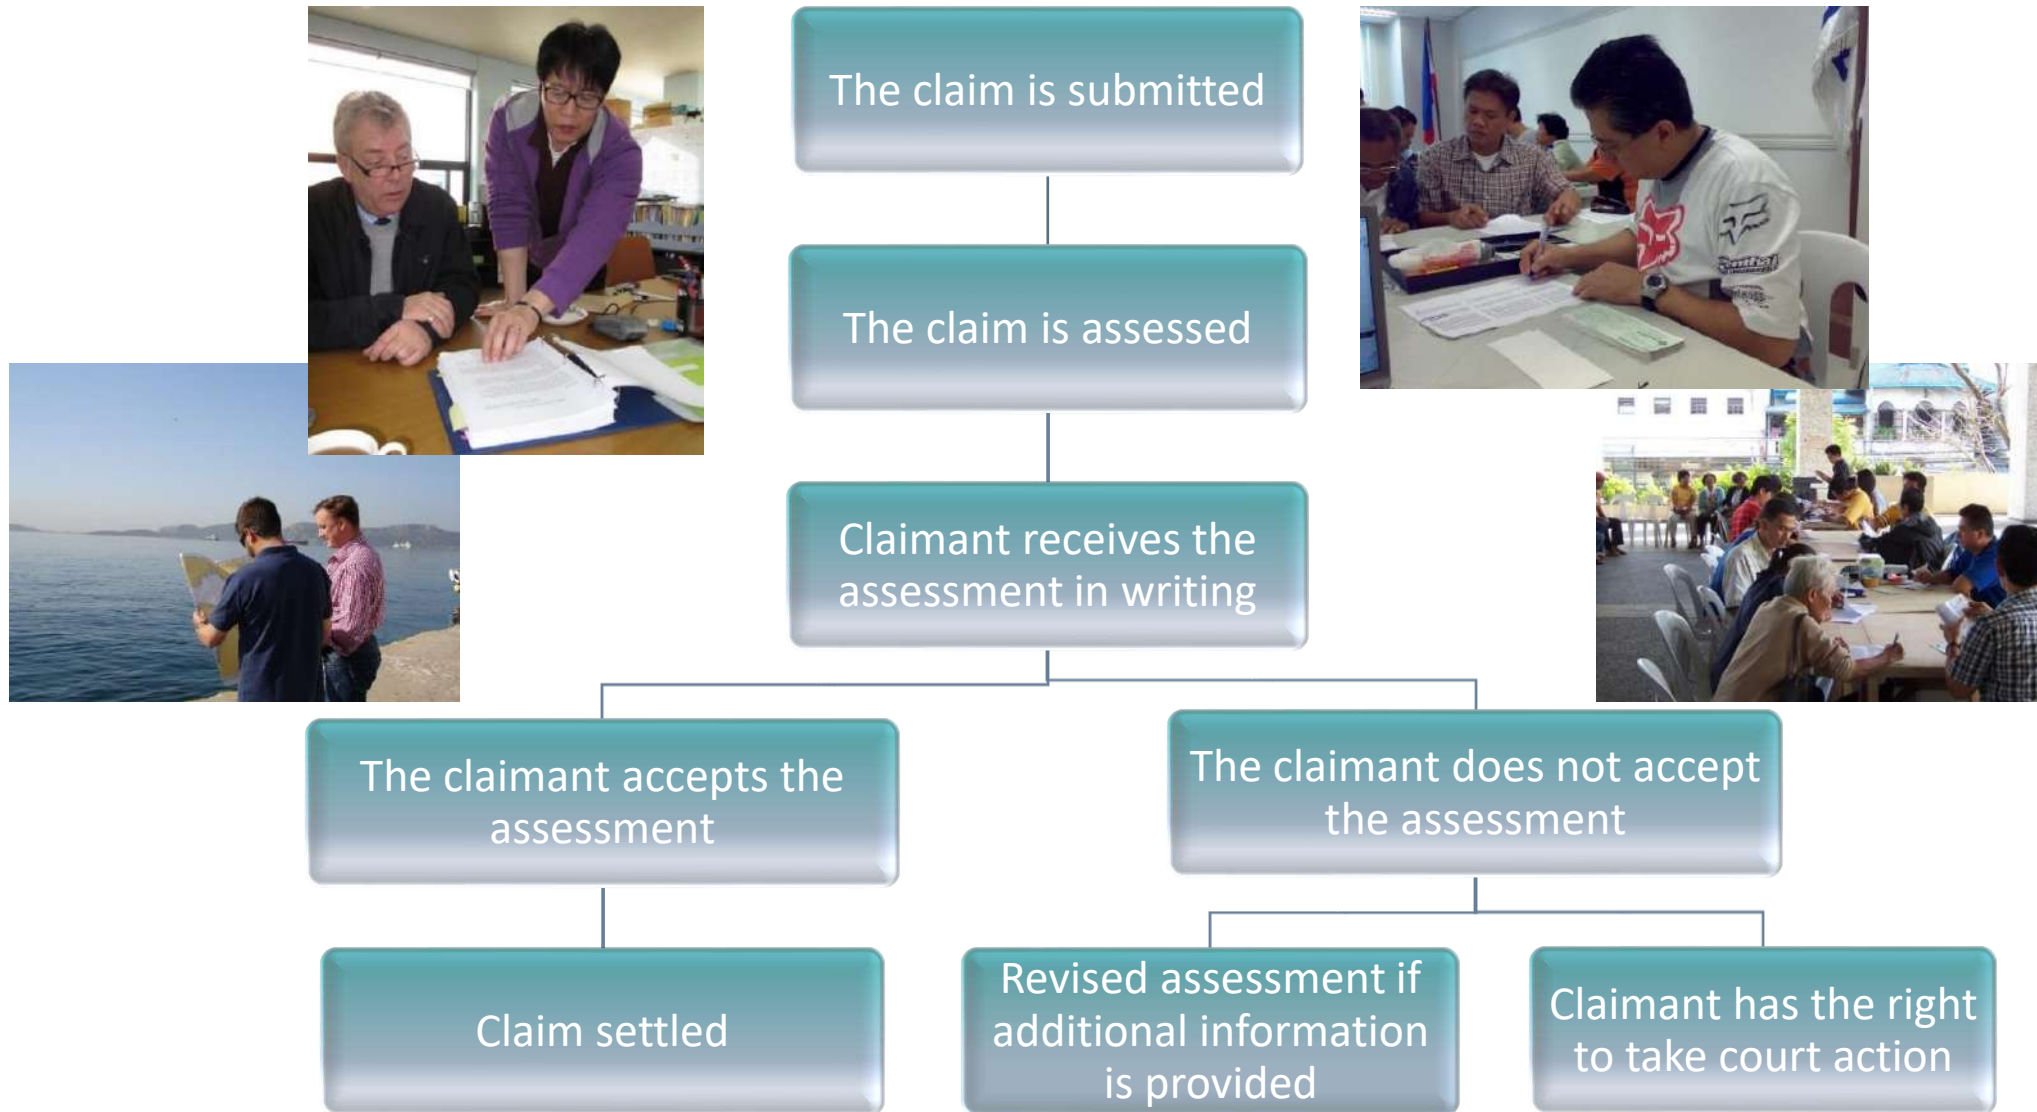 The claim is submitted
The claim is assessed
Claimant receives the
assessment in writing
The claimant accepts the
assessment
The claimant does not accept
the assessment
Claim settled
Revised assessment if
additional information
is provided
Claimant has the right
to take court action